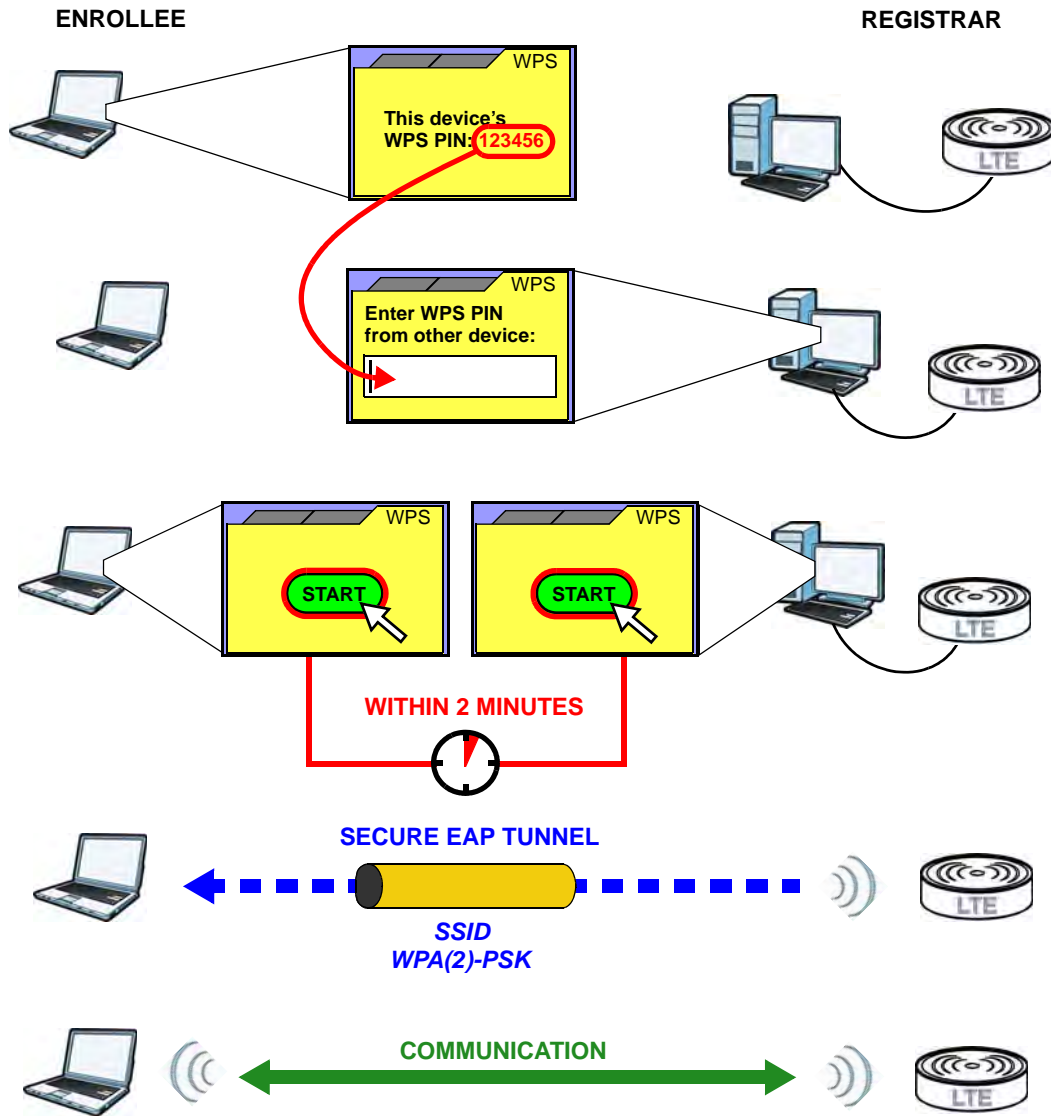 ENROLLEE
REGISTRAR
WPS
This device's
WPS PIN: 123456
LTE
WPS
Enter WPS PIN
from other device:
LTE
WPS
WPS
START
START
LTE
WITHIN 2 MINUTES
SECURE EAP TUNNEL
LTE
SSID
WPA(2)-PSK
COMMUNICATION
LTE